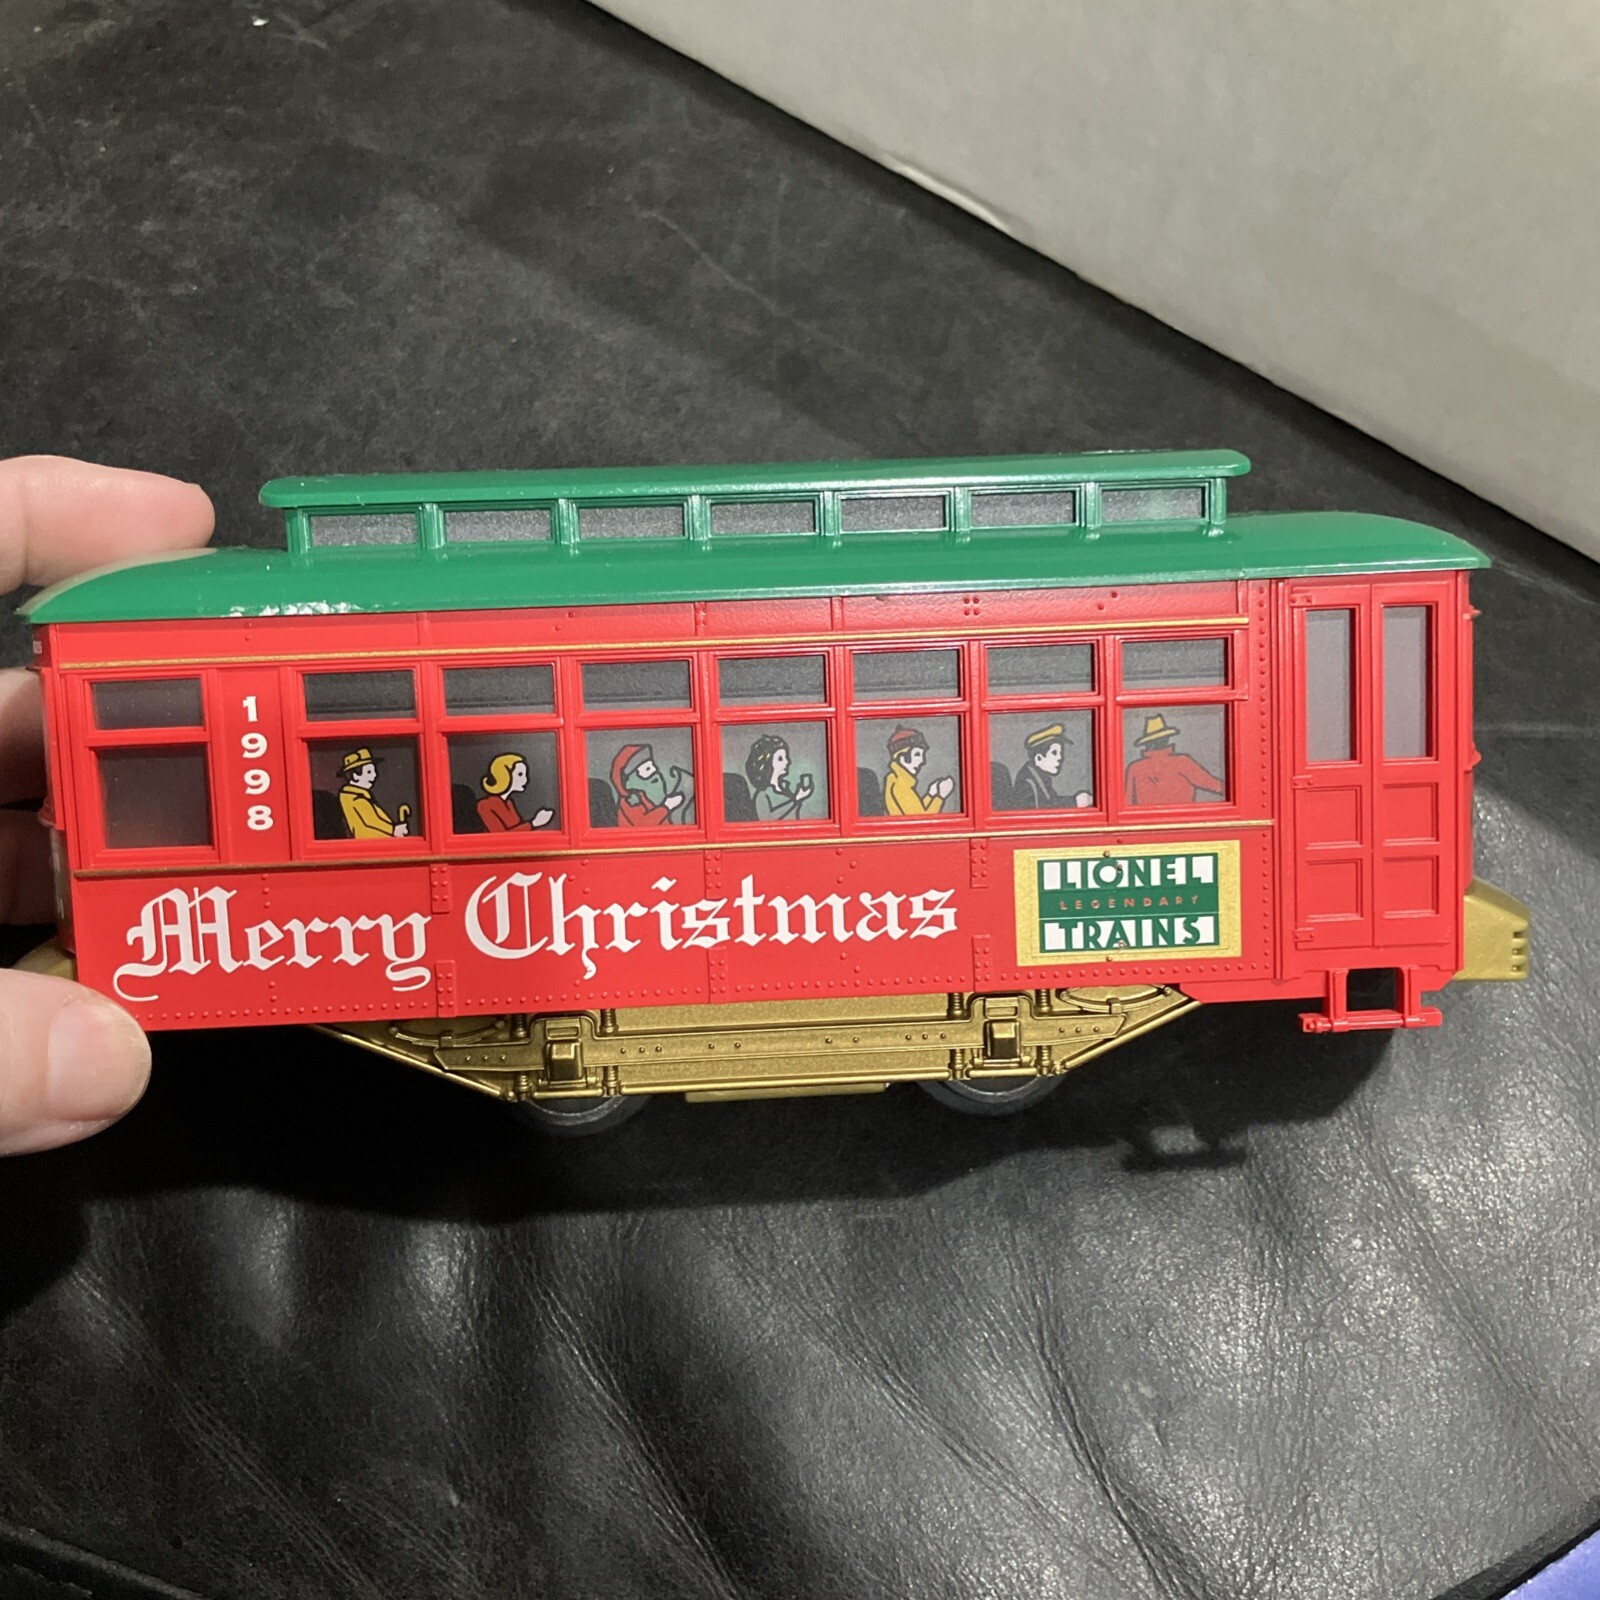 1998
Merry Christmas
LIONEL
LEGENDARY
TRAINS